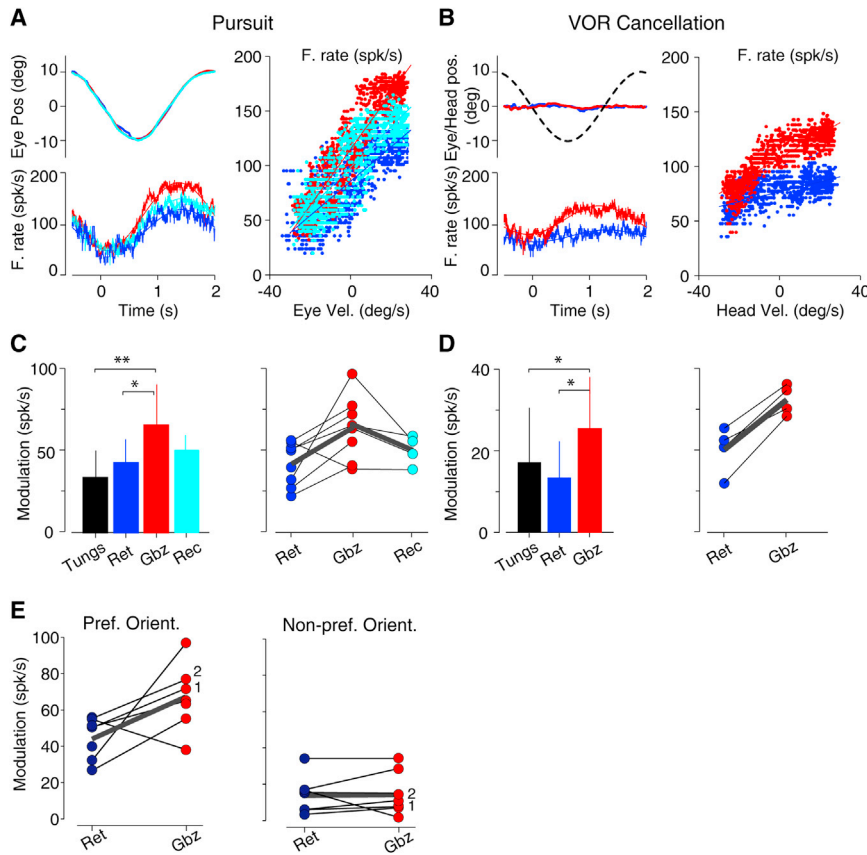 A
Pursuit
B
VOR Cancellation
Eye Pos (deg)
10
0
-10
F. rate (spk/s)
200
100
0
0
1
2
Time (s)
F. rate (spk/s)
200
150
100
50
0
-40
0
40
Eye Vel. (deg/s)
Eye/Head pos.
(deg)
10
0
-10
F. rate (spk/s)
200
100
0
0
1
2
Time (s)
F. rate (spk/s)
200
150
100
50
0
-40
0
40
Head Vel. (deg/s)
C
Modulation (spk/s)
100
50
0
**
*
Tungs
Ret
Gbz
Rec
Ret
Gbz
Rec
D
Modulation (spk/s)
40
20
0
*
*
Tungs
Ret
Gbz
Ret
Gbz
E
Pref. Orient.
Modulation (spk/s)
100
80
60
40
20
0
2
1
Ret
Gbz
Non-pref. Orient.
2
1
Ret
Gbz